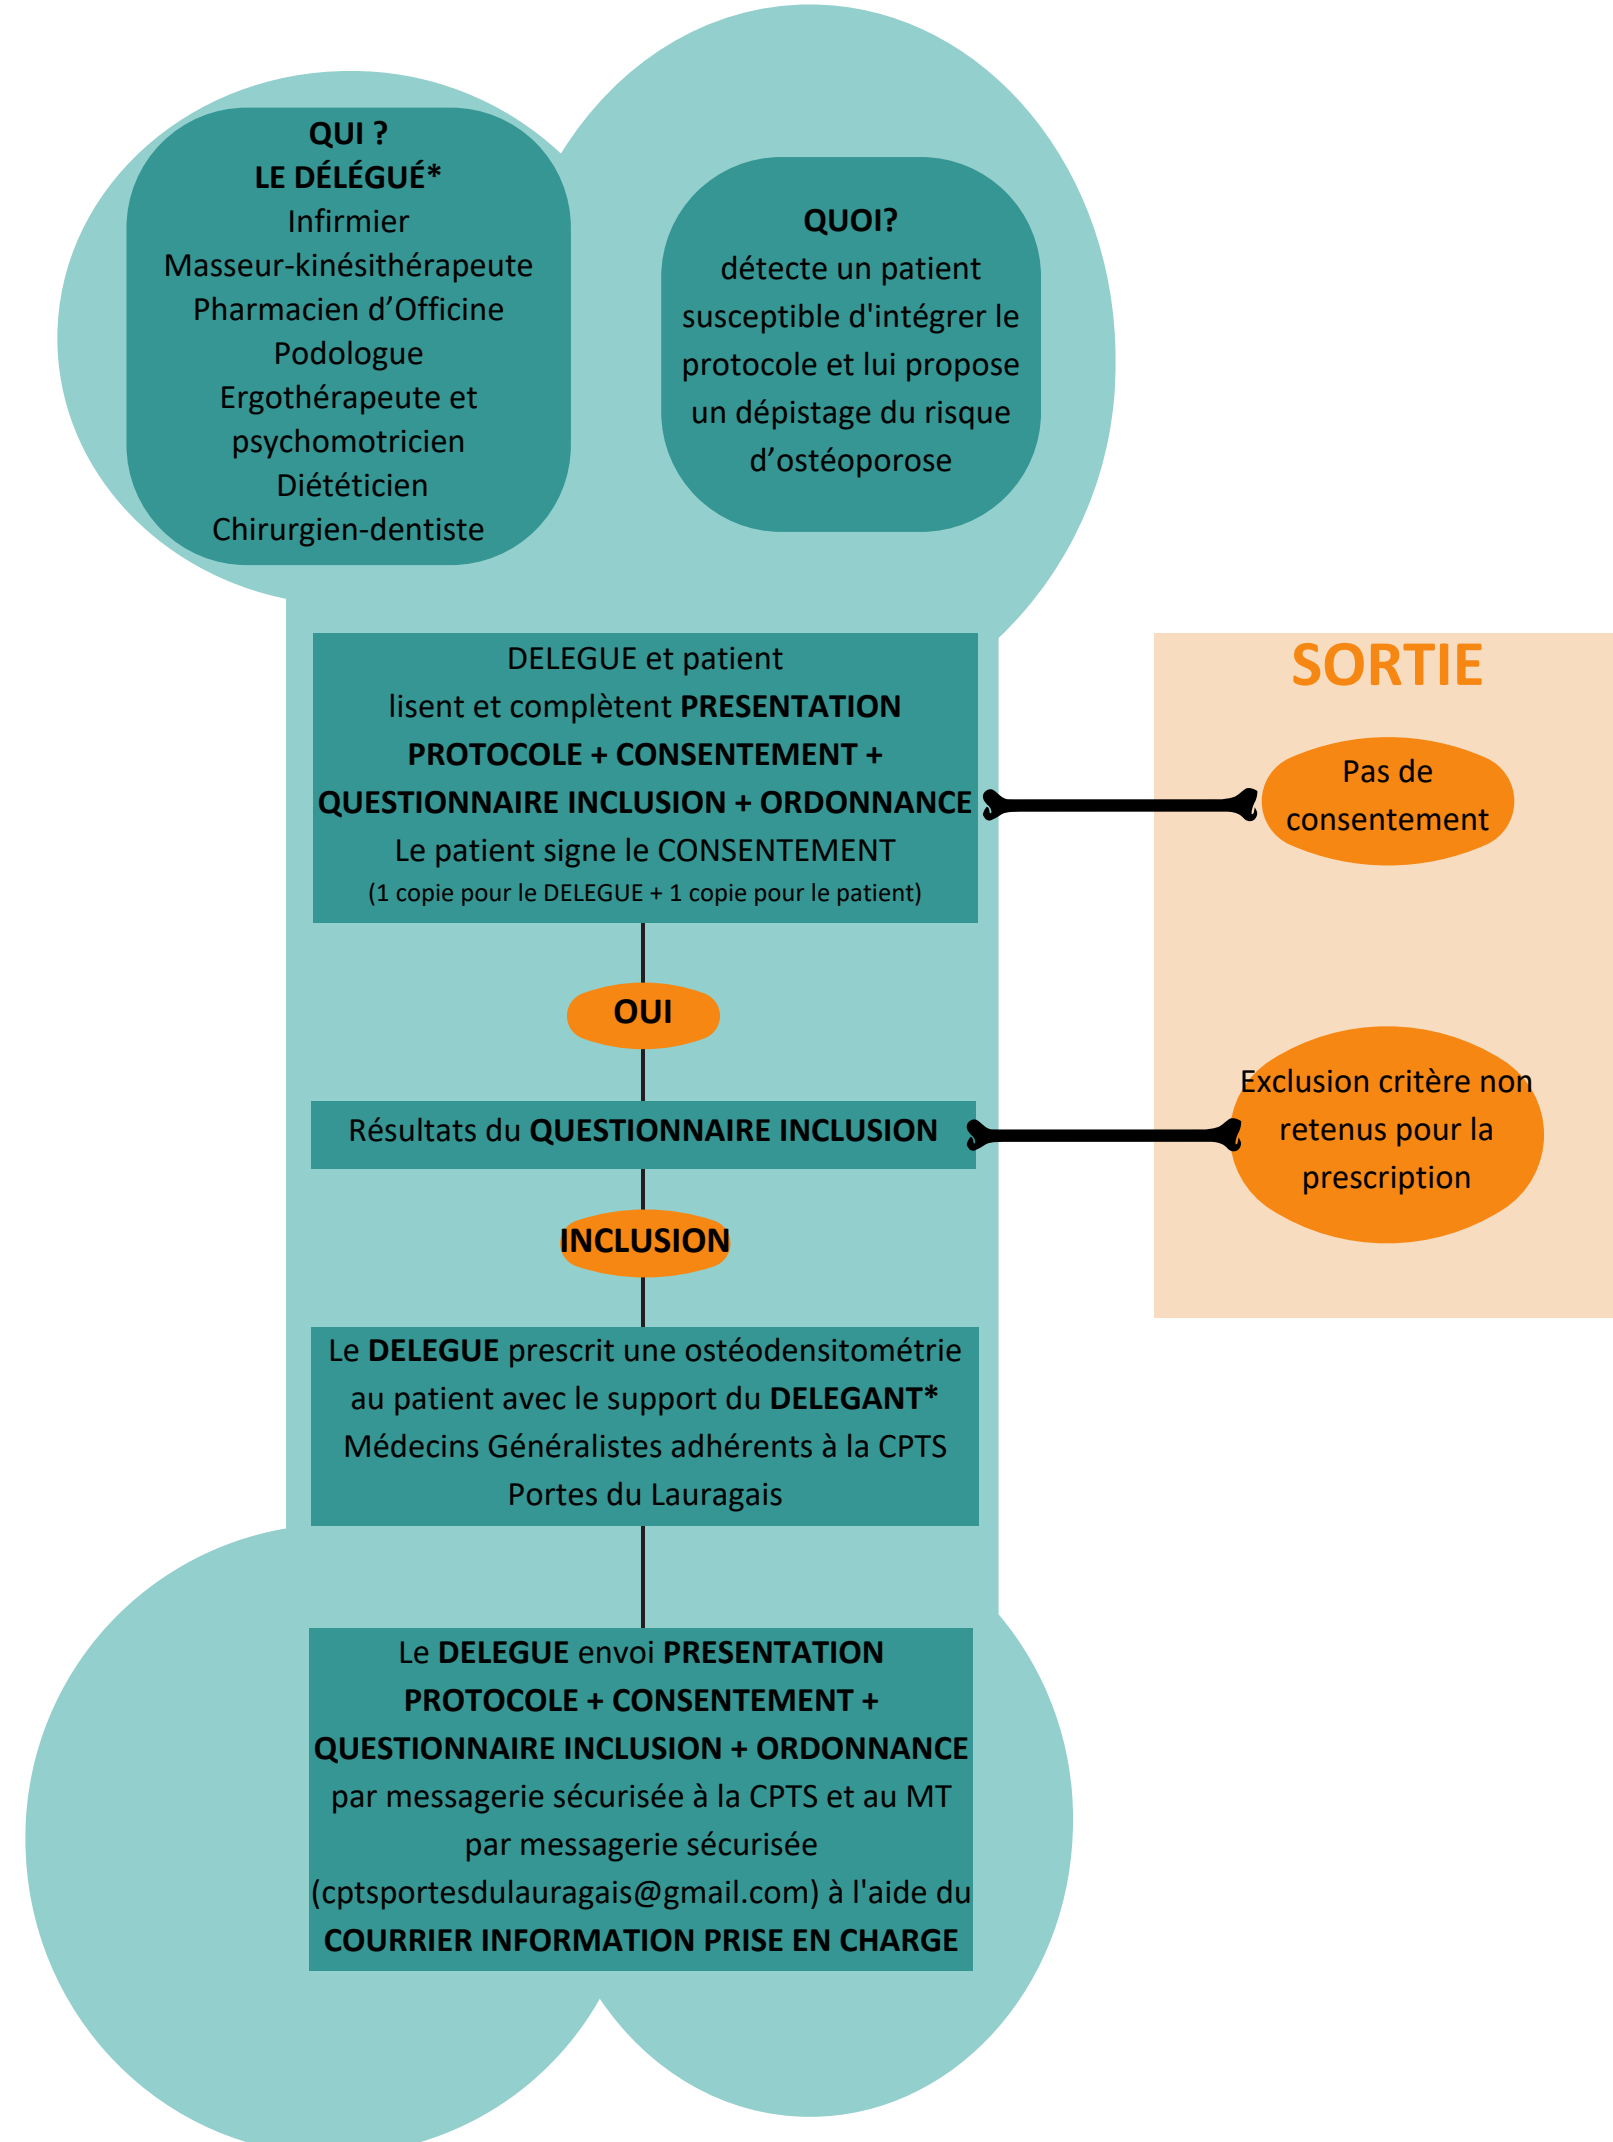 QUI ?
LE DÉLÉGUÉ*
Infirmier
Masseur-kinésithérapeute
Pharmacien d’Officine
Podologue
Ergothérapeute et
psychomotricien
Diététicien
Chirurgien-dentiste
QUOI?
détecte un patient
susceptible d'intégrer le
protocole et lui propose
un dépistage du risque
d’ostéoporose
DELEGUE et patient
lisent et complètent PRESENTATION
PROTOCOLE + CONSENTEMENT +
QUESTIONNAIRE INCLUSION + ORDONNANCE
Le patient signe le CONSENTEMENT
(1 copie pour le DELEGUE + 1 copie pour le patient)
SORTIE
Pas de
consentement
OUI
Résultats du QUESTIONNAIRE INCLUSION
Exclusion critère non
retenus pour la
prescription
INCLUSION
Le DELEGUE prescrit une ostéodensitométrie
au patient avec le support du DELEGANT*
Médecins Généralistes adhérents à la CPTS
Portes du Lauragais
Le DELEGUE envoi PRESENTATION
PROTOCOLE + CONSENTEMENT +
QUESTIONNAIRE INCLUSION + ORDONNANCE
par messagerie sécurisée à la CPTS et au MT
par messagerie sécurisée
(cptsportesdulauragais@gmail.com) à l'aide du
COURRIER INFORMATION PRISE EN CHARGE